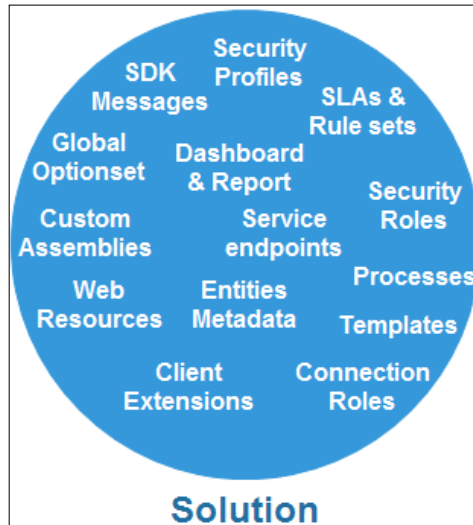 Security
Profiles
SDK
Messages
SLAs &
Rule sets
Global
Optionset
Dashboard
& Report
Security
Roles
Custom
Assemblies
Service
endpoints
Processes
Web
Resources
Entities
Metadata
Templates
Client
Extensions
Connection
Roles
Solution